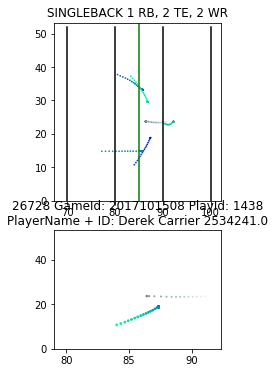 SINGLEBACK 1 RB, 2 TE, 2 WR
50
40
30
20
10
0
70 80 90 100
26728 GameId: 2017101508 PlayId: 1438
PlayerName + ID: Derek Carrier 2534241.0
40
20
0
80 85 90